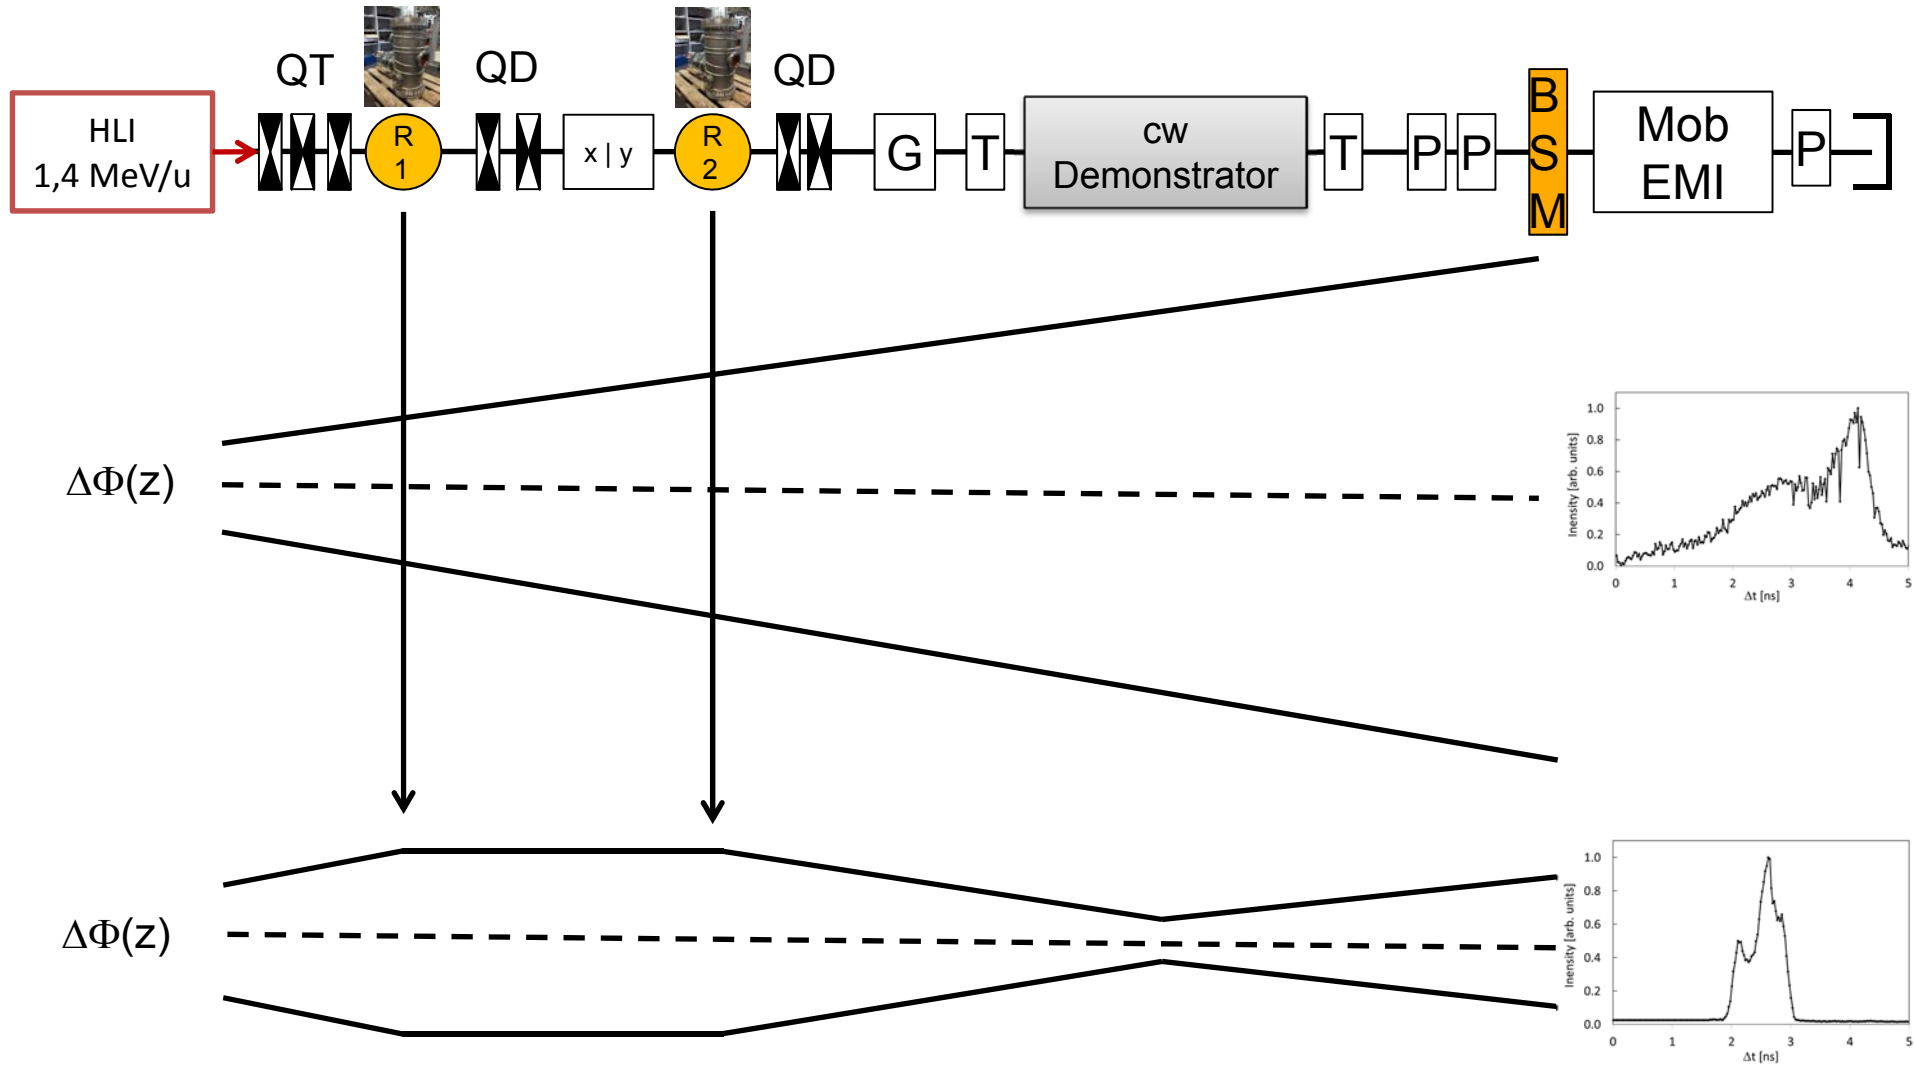 QT
QD
QD
HLI
1,4 MeV/u
R
1
x | y
R
2
G
T
cw
Demonstrator
T
P
P
B
S
M
Mob
EMI
P
ΔΦ(z)
Inensity [arb. units]
1.0
0.8
0.6
0.4
0.2
0.0
0 1 2 3 4 5
Δt [ns]
ΔΦ(z)
Inensity [arb. units]
1.0
0.8
0.6
0.4
0.2
0.0
0 1 2 3 4 5
Δt [ns]